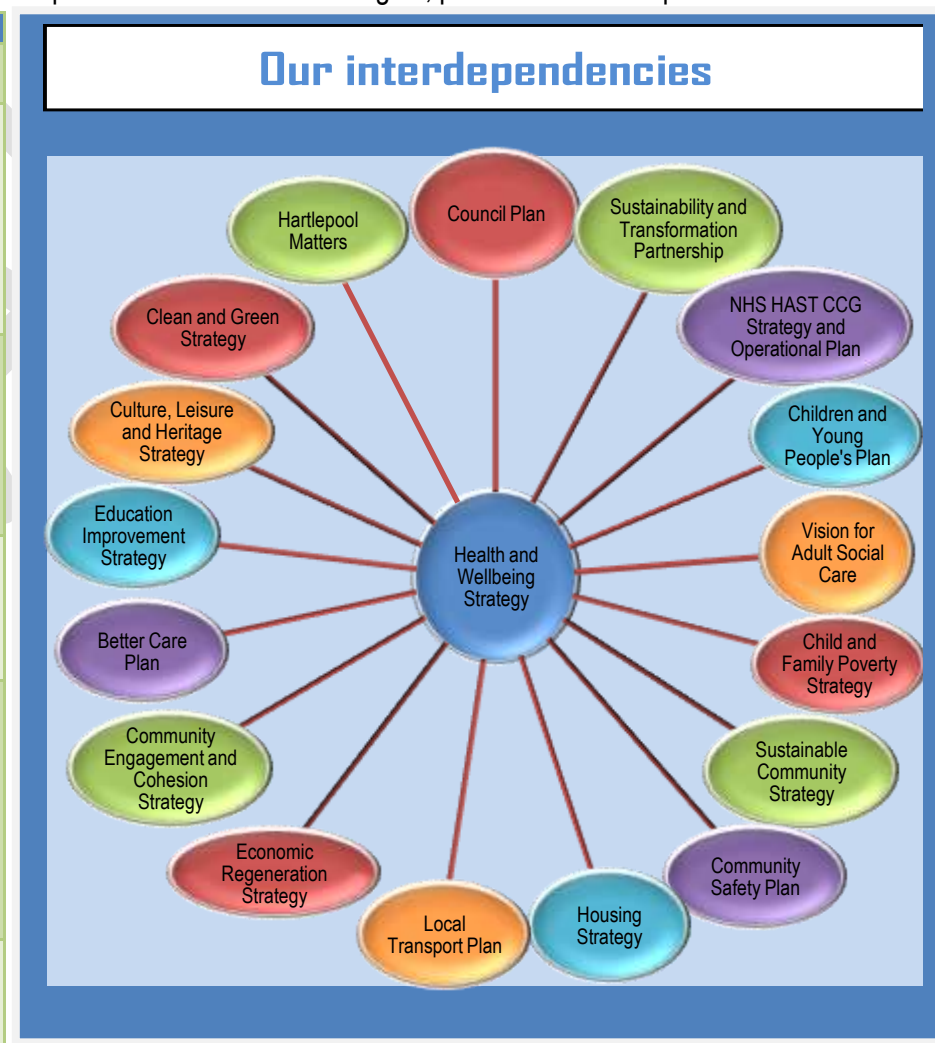 Our interdependencies
Council Plan
Sustainability and
Transformation
Partnership
NHS HAST CCG
Strategy and
Operational Plan
Children and
Young
People's Plan
Vision for
Adult Social
Care
Child and
Family Poverty
Strategy
Sustainable
Community
Strategy
Community
Safety Plan
Housing
Strategy
Local
Transport Plan
Economic
Regeneration
Strategy
Community
Engagement and
Cohesion
Strategy
Better Care
Plan
Education
Improvement
Strategy
Culture, Leisure
and Heritage
Strategy
Clean and Green
Strategy
Hartlepool
Matters
Health and
Wellbeing
Strategy